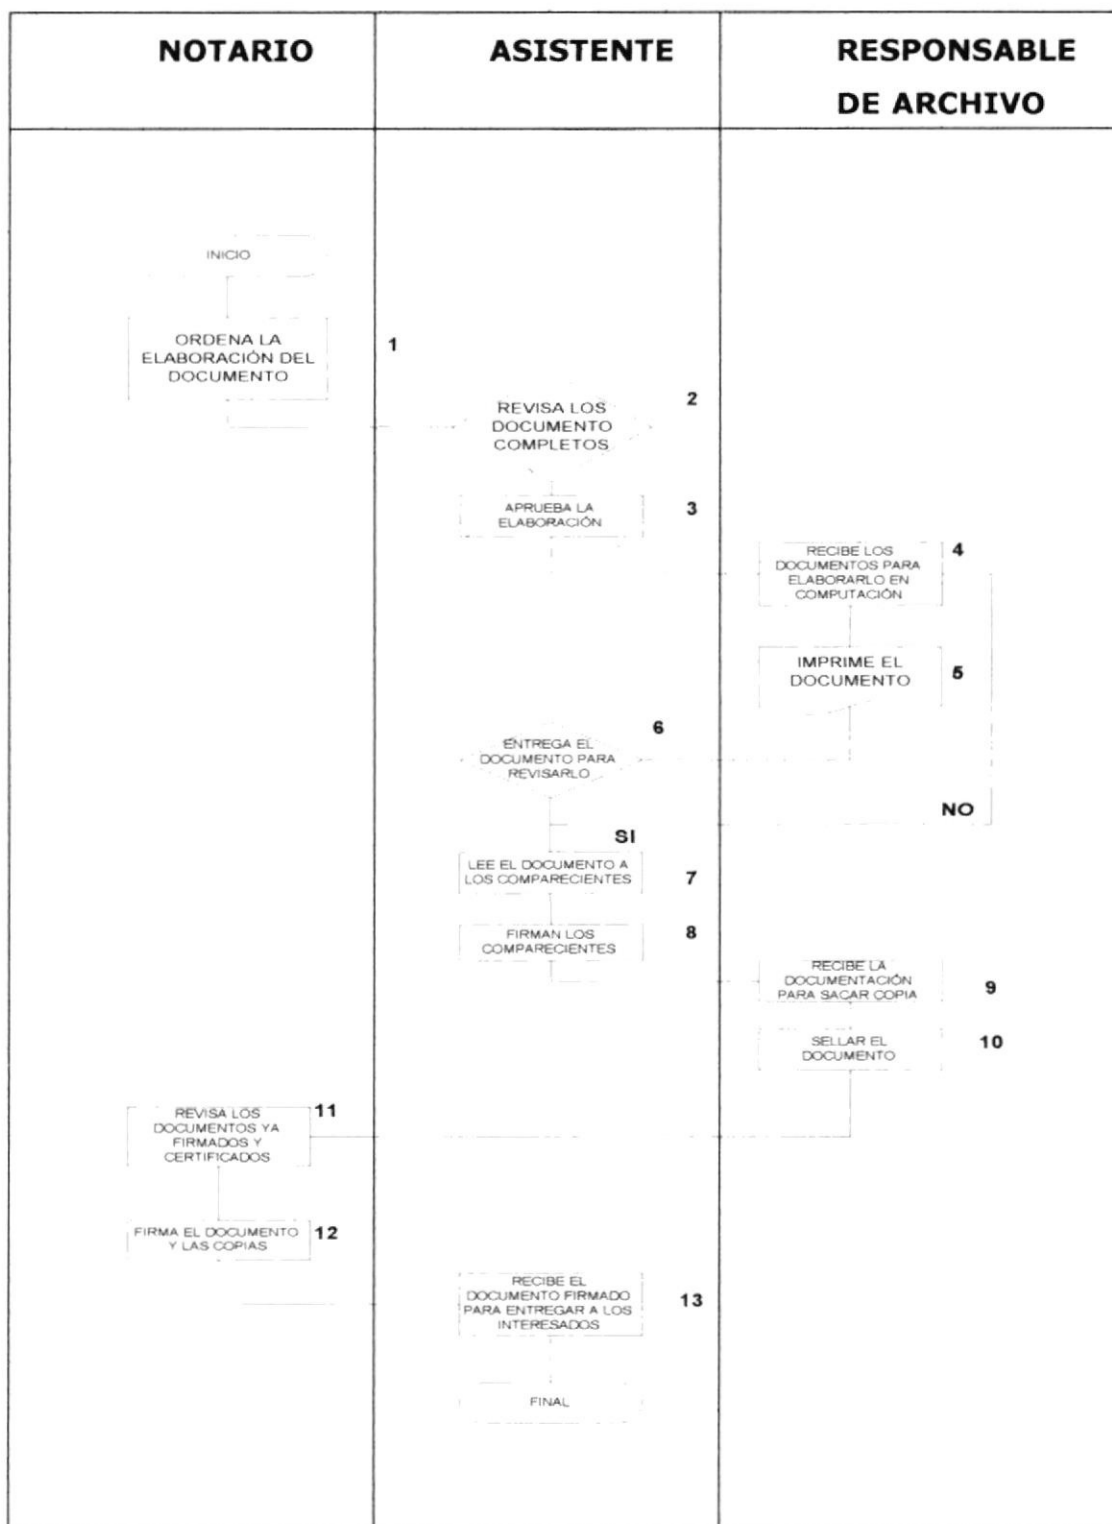 NOTARIO
ASISTENTE
RESPONSABLE
DE ARCHIVO
INICIO
ORDENA LA
ELABORACIÓN DEL
DOCUMENTO
1
REVISA LOS
DOCUMENTO
COMPLETOS
2
APRUEBA LA
ELABORACIÓN
3
RECIBE LOS
DOCUMENTOS PARA
ELABORARLO EN
COMPUTACIÓN
4
IMPRIME EL
DOCUMENTO
5
ENTREGA EL
DOCUMENTO PARA
REVISARLO
6
NO
SI
LEE EL DOCUMENTO A
LOS COMPARECIENTES
7
FIRMAN LOS
COMPARECIENTES
8
RECIBE LA
DOCUMENTACIÓN
PARA SACAR COPIA
9
SELLAR EL
DOCUMENTO
10
REVISA LOS
DOCUMENTOS YA
FIRMADOS Y
CERTIFICADOS
11
FIRMA EL DOCUMENTO
Y LAS COPIAS
12
RECIBE EL
DOCUMENTO FIRMADO
PARA ENTREGAR A LOS
INTERESADOS
13
FINAL